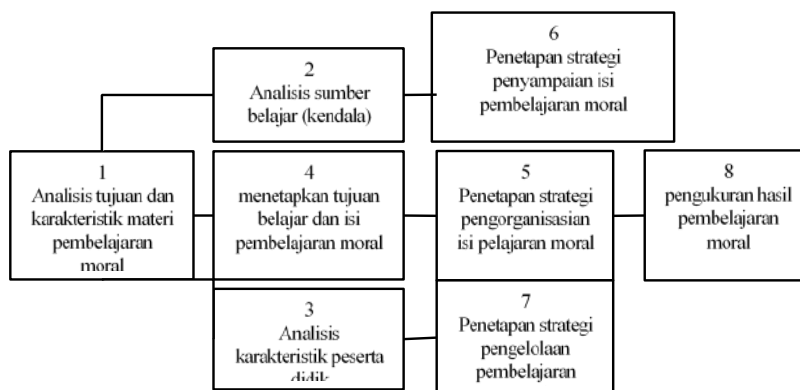 6
Penetapan strategi
penyampaian isi
pembelajaran moral
2
Analisis sumber
belajar (kendala)
1
Analisis tujuan dan
karakteristik materi
pembelajaran
moral
4
menetapkan tujuan
belajar dan isi
pembelajaran moral
5
Penetapan strategi
pengorganisasian
isi pelajaran moral
8
pengukuran hasil
pembelajaran
moral
3
Analisis
karakteristik peserta
didik
7
Penetapan strategi
pengelolaan
pembelajaran